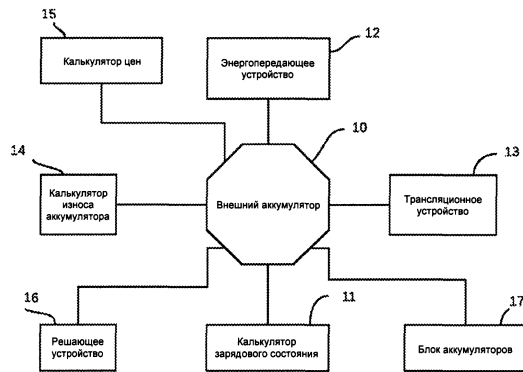 15
Калькулятор цен
12
Энергопередающее
устройство
10
14
Калькулятор
износа
аккумулятора
Внешний аккумулятор
13
Трансляционное
устройство
16
Решающее
устройство
11
Калькулятор
зарядового состояния
17
Блок аккумуляторов